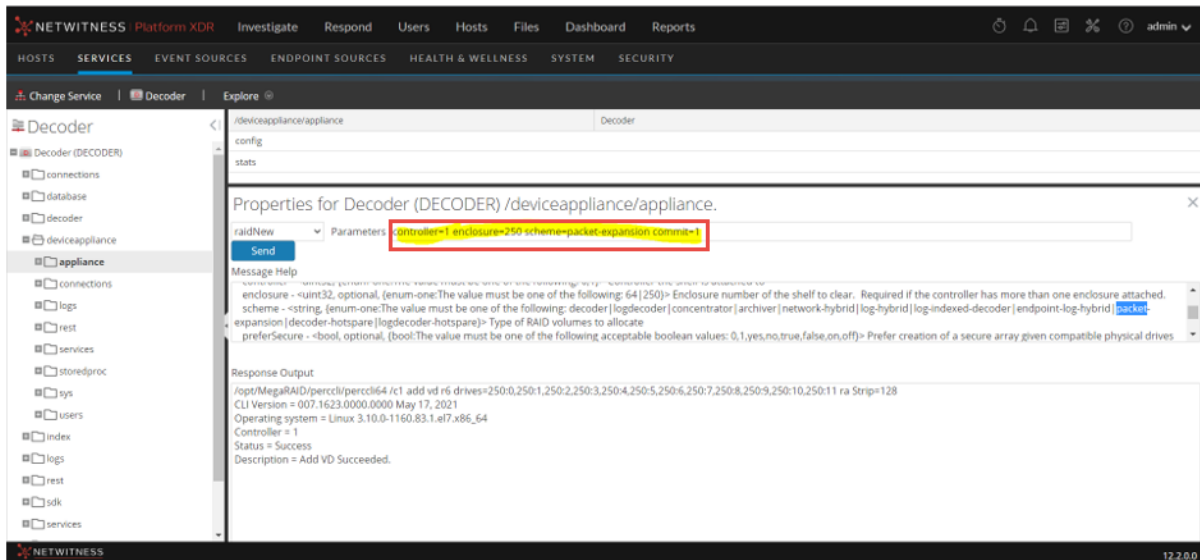 NETWITNESS Platform XDR Investigate Respond Users Hosts Files Dashboard Reports admin
HOSTS SERVICES EVENT SOURCES ENDPOINT SOURCES HEALTH & WELLNESS SYSTEM SECURITY
Change Service | Decoder | Explore
Decoder
Decoder (DECODER)
connections
database
decoder
deviceappliance
appliance
connections
logs
rest
services
storedproc
sys
users
index
logs
rest
sdk
services
/deviceappliance/appliance Decoder
config
stats
Properties for Decoder (DECODER) /deviceappliance/appliance.
raidNew Parameters controller=1 enclosure=250 scheme=packet-expansion commit=1
Send
Message Help
enclosure - <uint32, optional, {enum-one:The value must be one of the following: 64|250}> Enclosure number of the shelf to clear. Required if the controller has more than one enclosure attached.
scheme - <string, {enum-one:The value must be one of the following: decoder|logdecoder|concentrator|archiver|network-hybrid|log-hybrid|log-indexed-decoder|endpoint-log-hybrid|packet-
expansion|decoder-hotspare|logdecoder-hotspare}> Type of RAID volumes to allocate
preferSecure - <bool, optional, {bool:The value must be one of the following acceptable boolean values: 0,1,yes,no,true,false,on,off}> Prefer creation of a secure array given compatible physical drives
Response Output
/opt/MegaRAID/perccli/perccli64 /c1 add vd r6 drives=250:0,250:1,250:2,250:3,250:4,250:5,250:6,250:7,250:8,250:9,250:10,250:11 ra Strip=128
CLI Version = 007.1623.0000.0000 May 17, 2021
Operating system = Linux 3.10.0-1160.83.1.el7.x86_64
Controller = 1
Status = Success
Description = Add VD Succeeded.
NETWITNESS 12.2.0.0